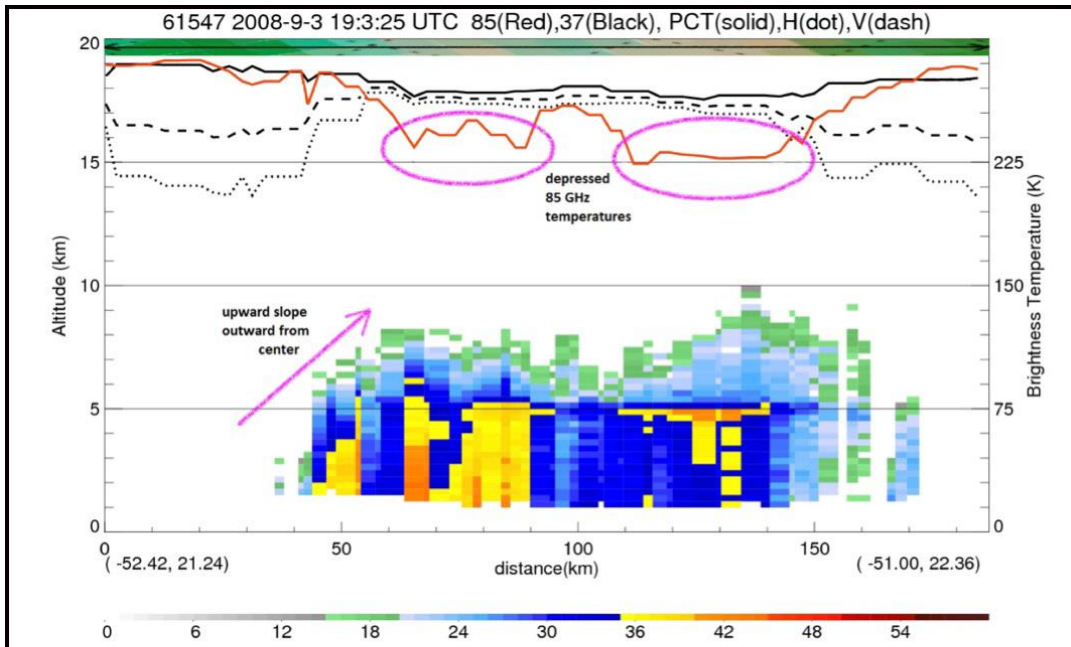 61547 2008-9-3 19:3:25 UTC 85(Red),37(Black), PCT(solid),H(dot),V(dash)
20
15
225
depressed
85 GHz
temperatures
Altitude (km)
Brightness Temperature (K)
10
150
upward slope
outward from
center
5
75
0
0
0
50
100
150
( -52.42, 21.24)
distance(km)
( -51.00, 22.36)
0
6
12
18
24
30
36
42
48
54